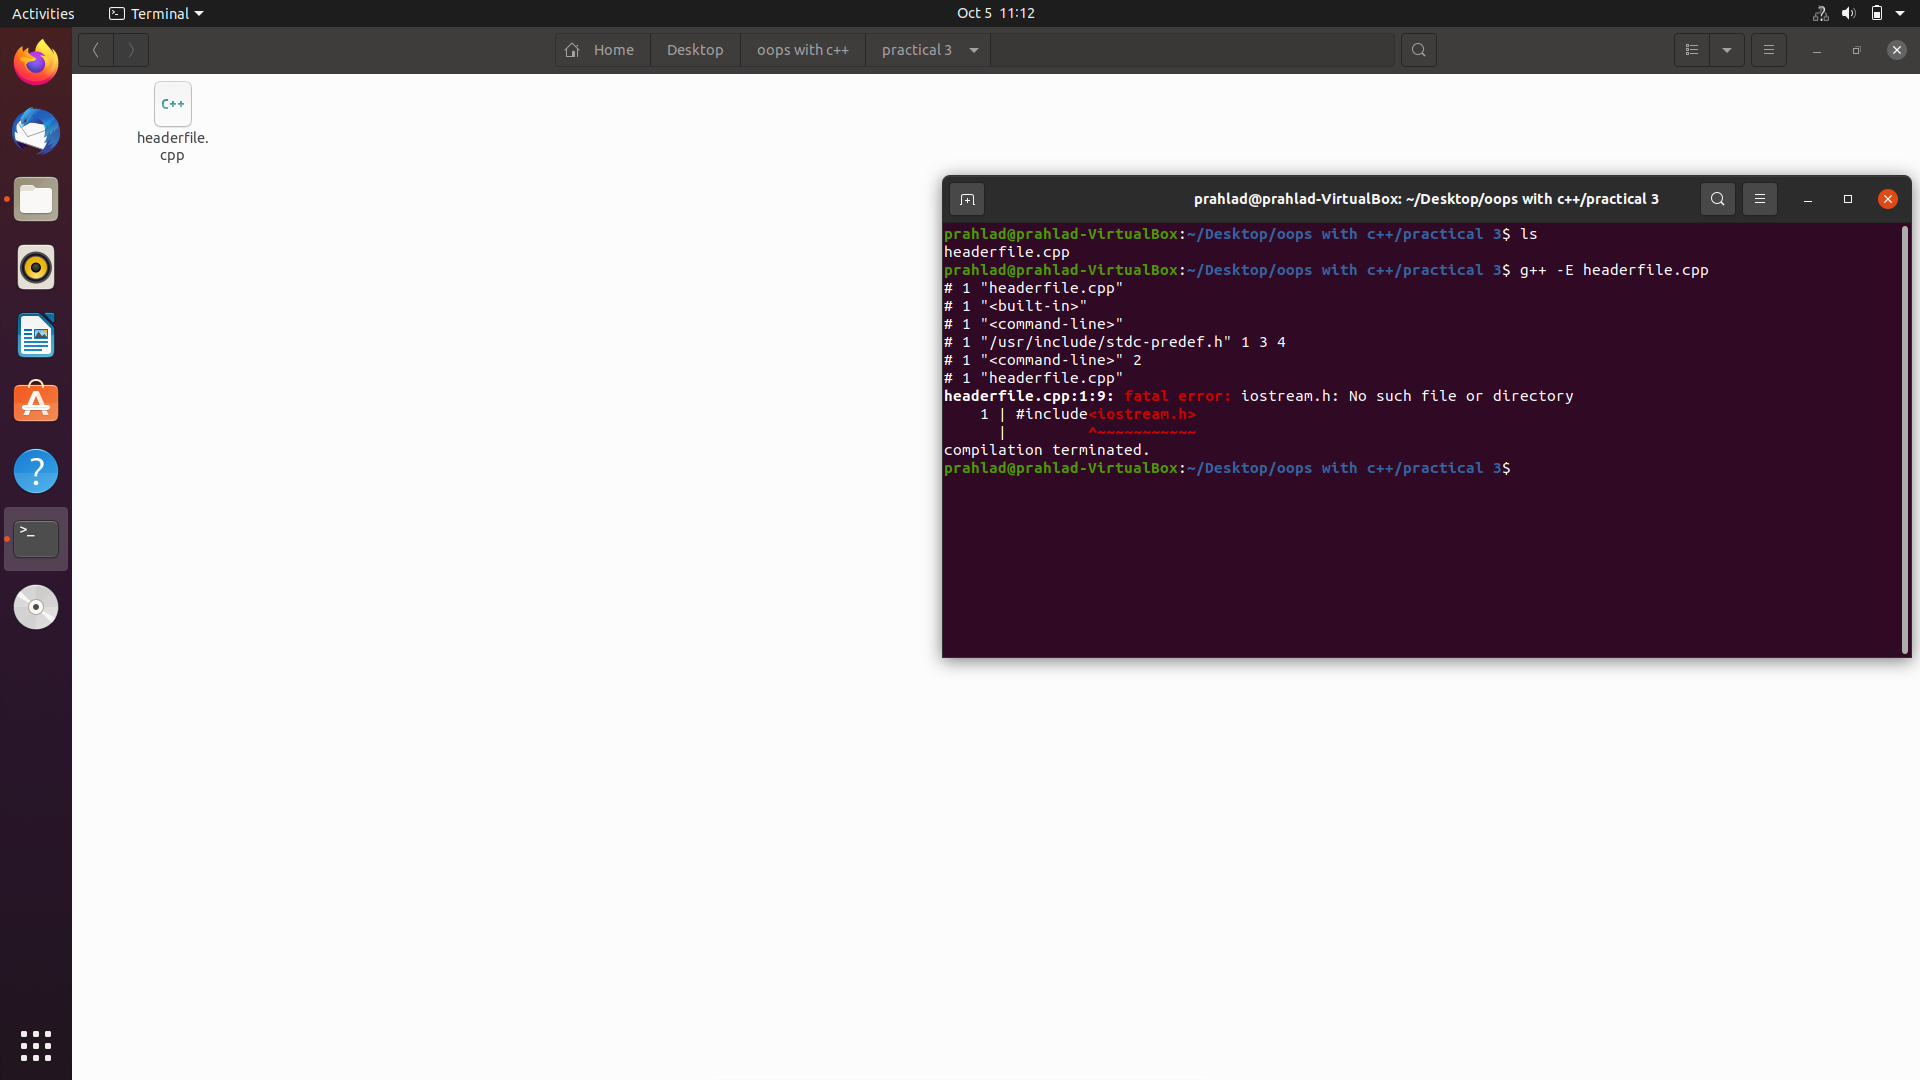 Activities
Terminal
Oct 5 11:12
Home
Desktop
oops with c++
practical 3
C++
headerfile.
cpp
prahlad@prahlad-VirtualBox: ~/Desktop/oops with c++/practical 3
prahlad@prahlad-VirtualBox:~/Desktop/oops with c++/practical 3$ ls
headerfile.cpp
prahlad@prahlad-VirtualBox:~/Desktop/oops with c++/practical 3$ g++ -E headerfile.cpp
# 1 "headerfile.cpp"
# 1 "<built-in>"
# 1 "<command-line>"
# 1 "/usr/include/stdc-predef.h" 1 3 4
# 1 "<command-line>" 2
# 1 "headerfile.cpp"
headerfile.cpp:1:9: fatal error: iostream.h: No such file or directory
    1 | #include<iostream.h>
      |         ^~~~~~~~~~~~
compilation terminated.
prahlad@prahlad-VirtualBox:~/Desktop/oops with c++/practical 3$